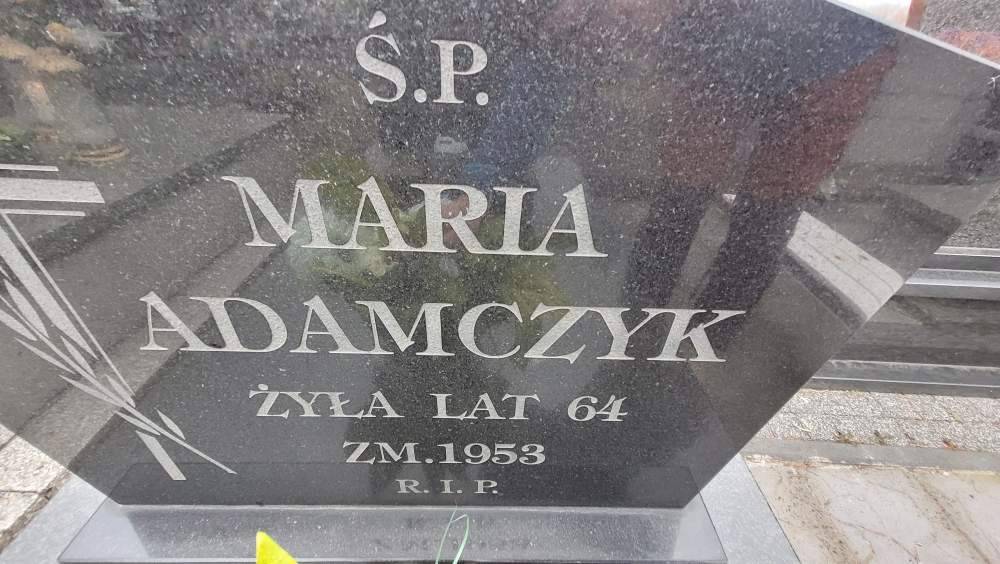 Ś.P.
MARIA
ADAMCZYK
ŻYŁA LAT 64
ZM.1953
R.I.P.